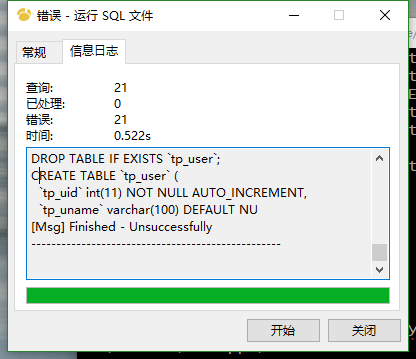 错误 - 运行 SQL 文件
常规
信息日志
查询: 21
已处理: 0
错误: 21
时间: 0.522s
DROP TABLE IF EXISTS `tp_user`;
CREATE TABLE `tp_user` (
`tp_uid` int(11) NOT NULL AUTO_INCREMENT,
`tp_uname` varchar(100) DEFAULT NU
[Msg] Finished - Unsuccessfully
--------------------------------------------------
开始
关闭